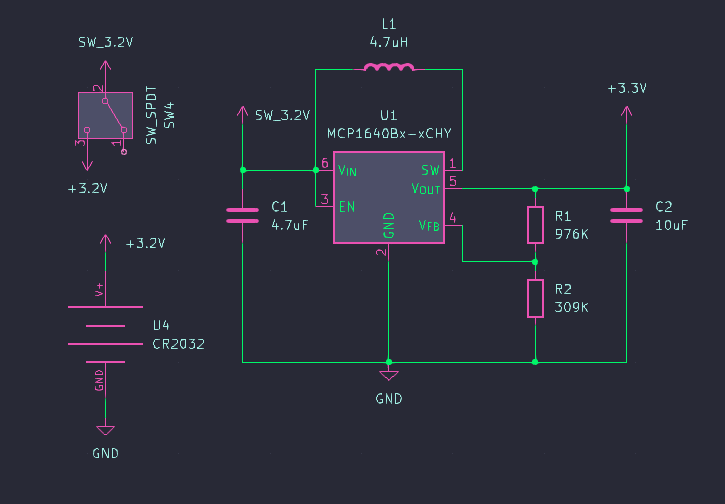 L1
4.7uH
SW_3.2V
2
SW_SPDT
SW4
3
1
+3.2V
SW_3.2V
U1
MCP1640Bx-xCHY
+3.3V
6
VIN
SW
1
VOUT
5
3
EN
GND
VFB
4
2
C1
4.7uF
R1
976K
C2
10uF
+3.2V
V+
U4
CR2032
GND
GND
R2
309K
GND